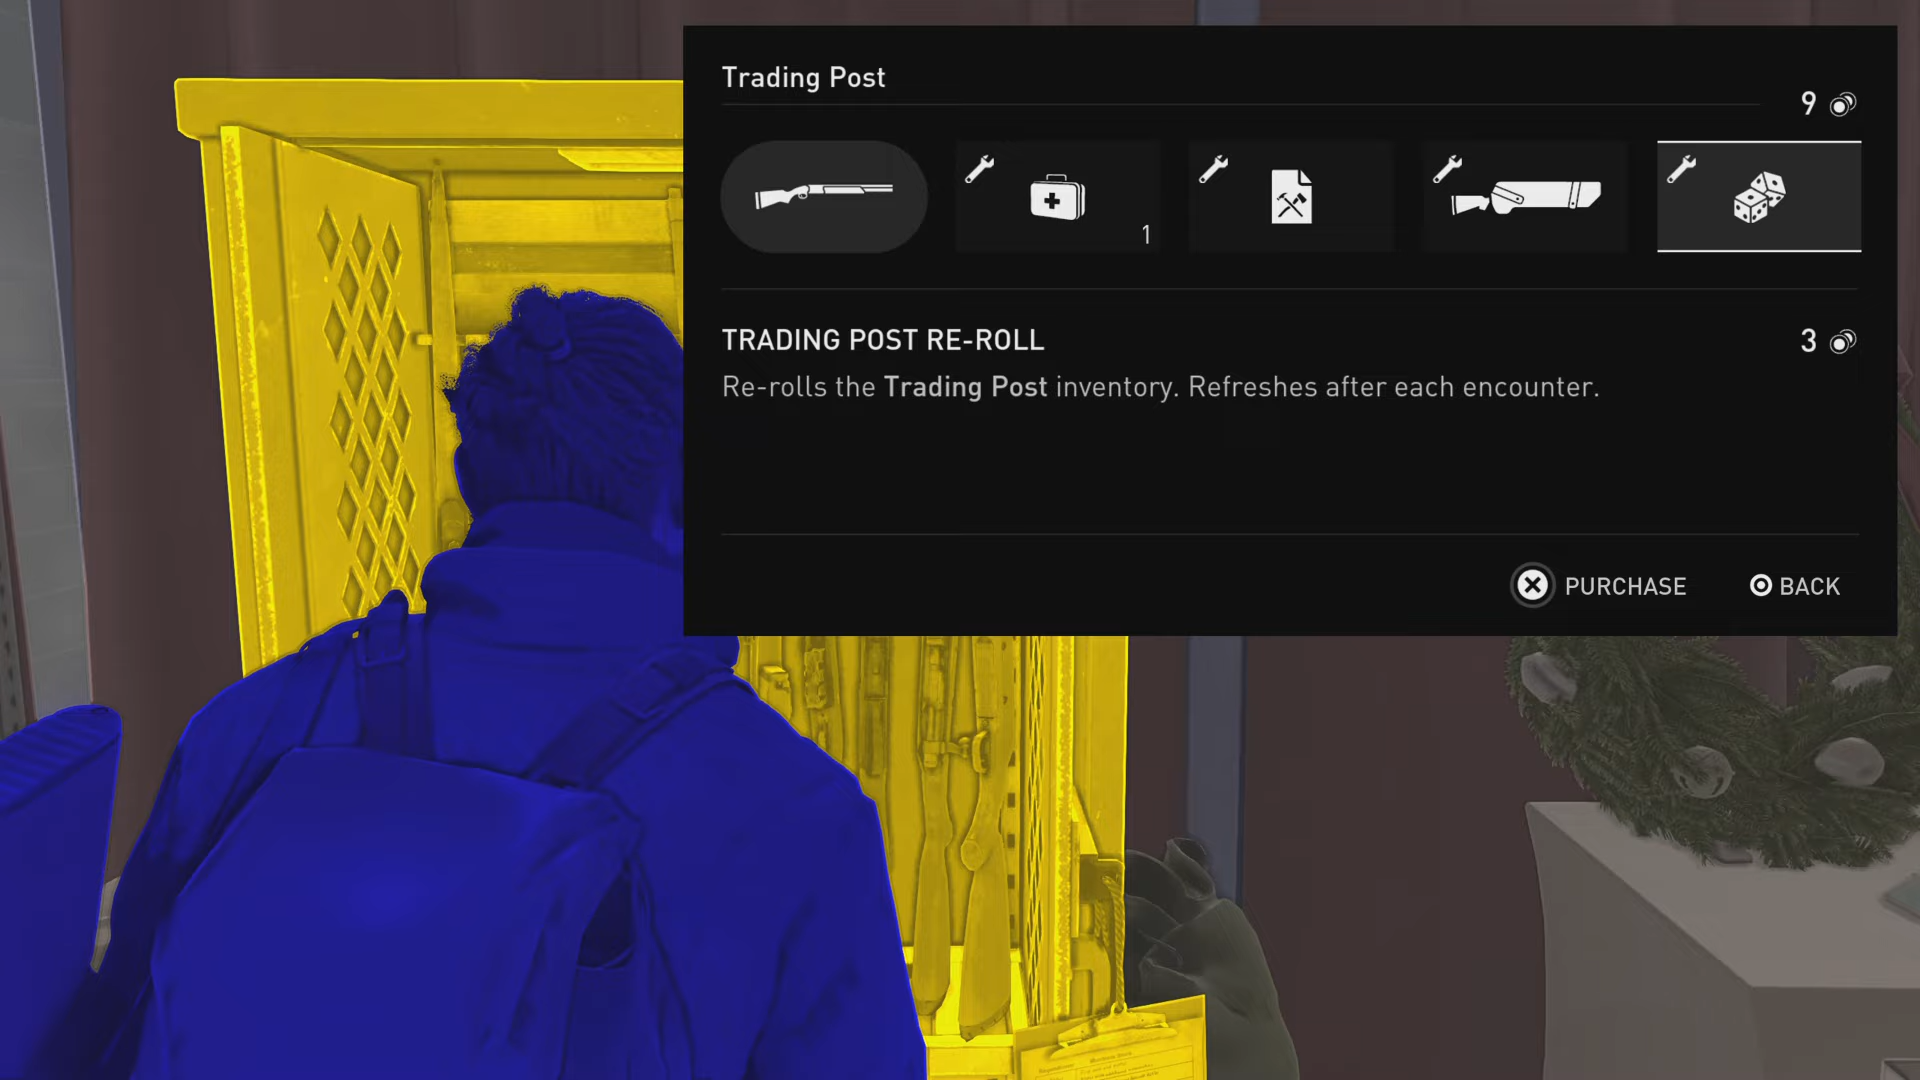 Trading Post
9
1
TRADING POST RE-ROLL
3
Re-rolls the Trading Post inventory. Refreshes after each encounter.
PURCHASE
BACK